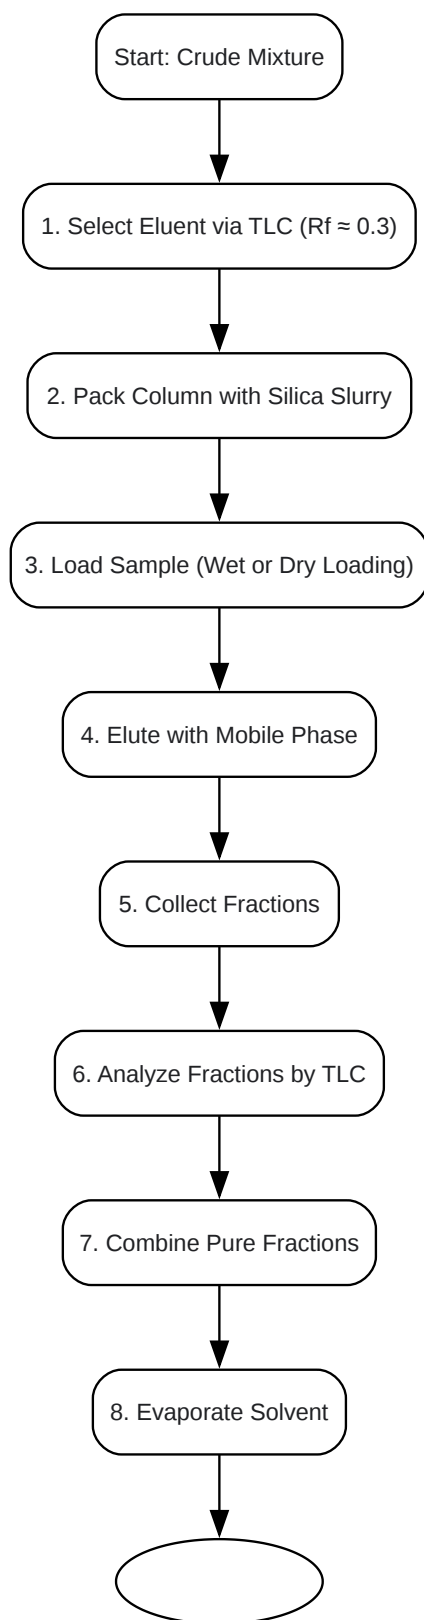 Start: Crude Mixture
1. Select Eluent via TLC (Rf ≈ 0.3)
2. Pack Column with Silica Slurry
3. Load Sample (Wet or Dry Loading)
4. Elute with Mobile Phase
5. Collect Fractions
6. Analyze Fractions by TLC
7. Combine Pure Fractions
8. Evaporate Solvent